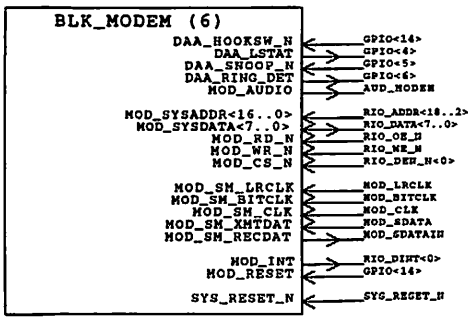 BLK_MODEM (6)
DAA_HOOKSW_N GPIO<14>
DAA_LSTAT GPIO<4>
DAA_SNOOP_N GPIO<5>
DAA_RING_DET GPIO<6>
MOD_AUDIO AUD_MODEM
MOD_SYSADDR<16..0> RIO_ADDR<18..2>
MOD_SYSDATA<7..0> RIO_DATA<7..0>
MOD_RD_N RIO_OE_N
MOD_WR_N RIO_WE_N
MOD_CS_N RIO_DEN_N<0>
MOD_SM_LRCLK MOD_LRCLK
MOD_SM_BITCLK MOD_BITCLK
MOD_SM_CLK MOD_CLK
MOD_SM_XMTDAT MOD_SDATA
MOD_SM_RECDAT MOD_SDATAIN
MOD_INT RIO_DINT<0>
MOD_RESET GPIO<14>
SYS_RESET_N SYS_RESET_N